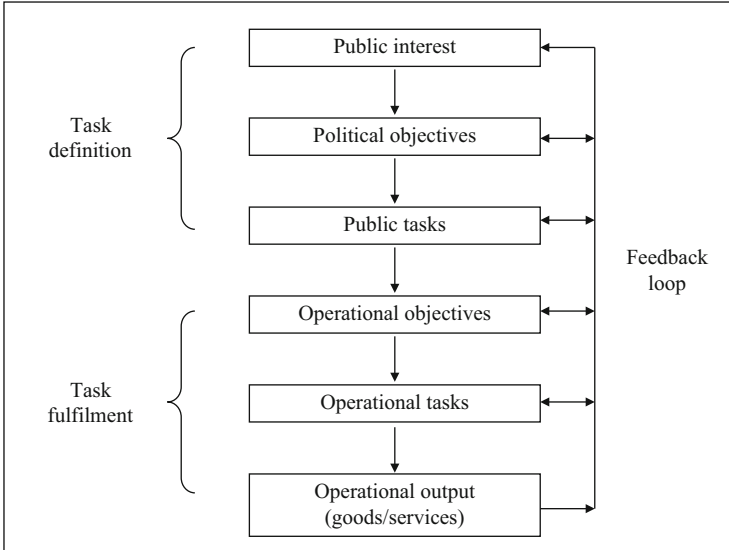 Public interest
Task
definition
Political objectives
Public tasks
Feedback
loop
Operational objectives
Task
fulfilment
Operational tasks
Operational output
(goods/services)